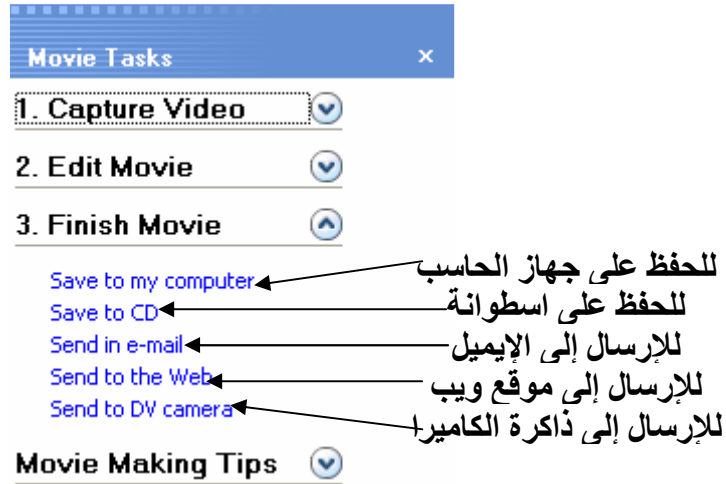 Movie Tasks
1. Capture Video
2. Edit Movie
3. Finish Movie
Save to my computer
للحفظ على جهاز الحاسب
Save to CD
للحفظ على اسطوانة
Send in e-mail
للإرسال إلى الإيميل
Send to the Web
للإرسال إلى موقع ويب
Send to DV camera
للإرسال إلى ذاكرة الكاميرا
Movie Making Tips